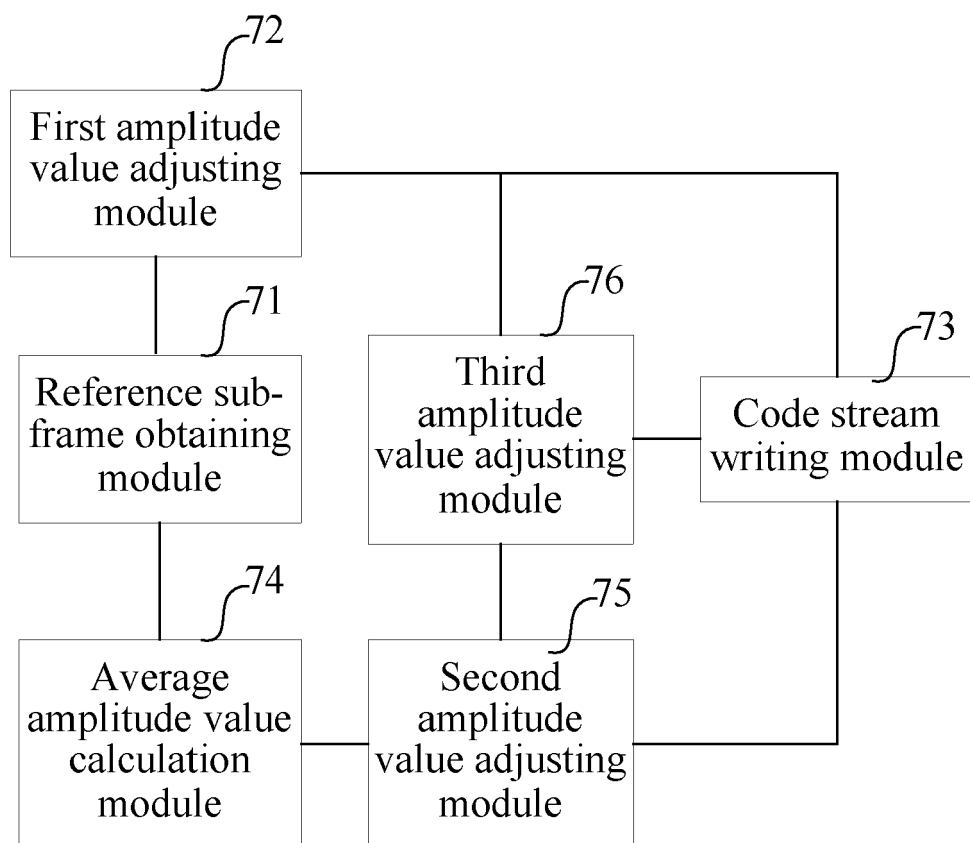 72
First amplitude
value adjusting
module
71
Reference sub-
frame obtaining
module
76
Third
amplitude
value adjusting
module
73
Code stream
writing module
74
Average
amplitude value
calculation
module
75
Second
amplitude
value adjusting
module